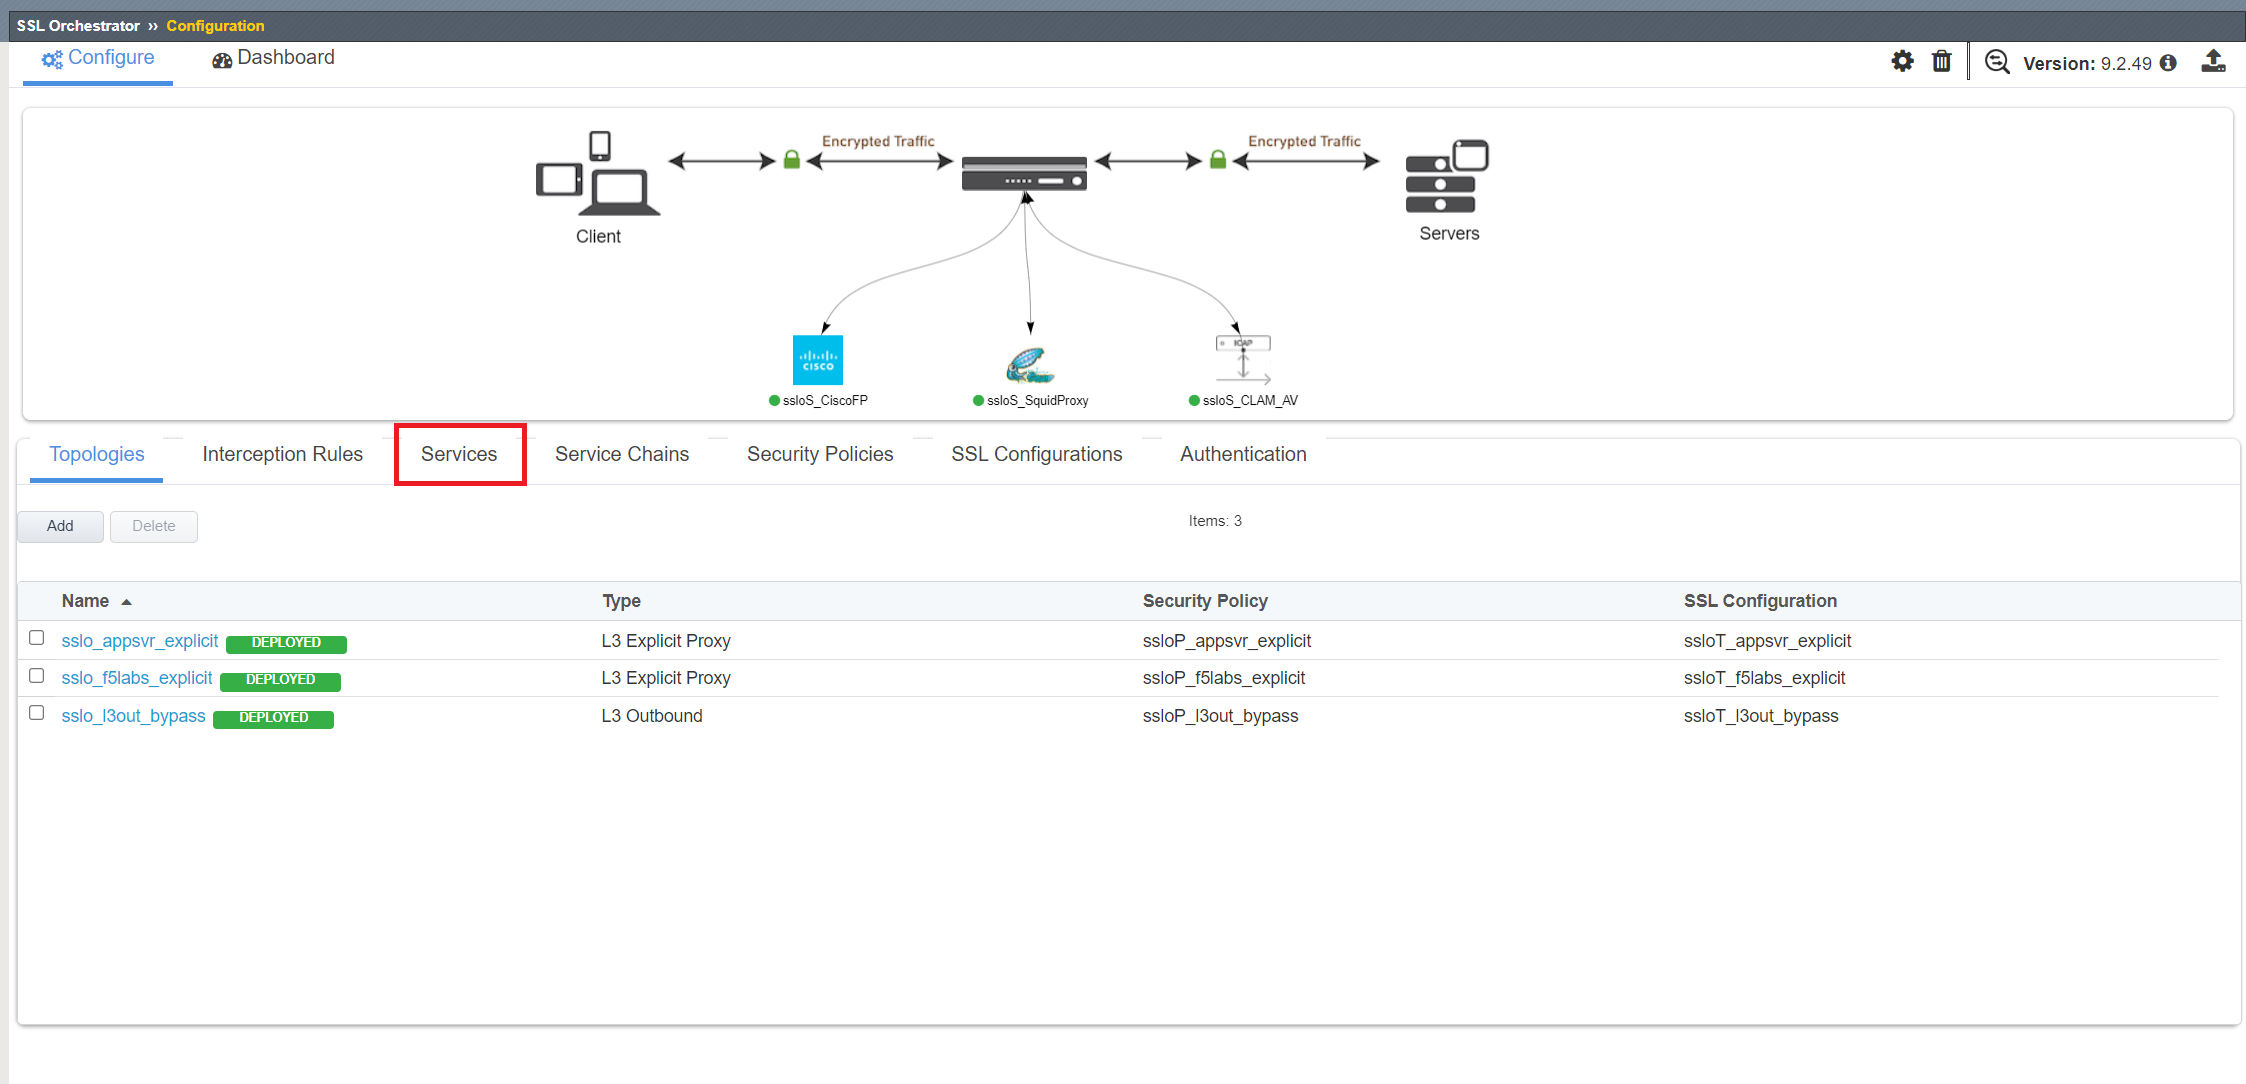 SSL Orchestrator ›› Configuration
Configure
Dashboard
Version: 9.2.49
Encrypted Traffic
Encrypted Traffic
Client
Servers
cisco
ICAP
ssloS_CiscoFP
ssloS_SquidProxy
ssloS_CLAM_AV
Topologies
Interception Rules
Services
Service Chains
Security Policies
SSL Configurations
Authentication
Add
Delete
Items: 3
Name
Type
Security Policy
SSL Configuration
sslo_appsvr_explicit DEPLOYED
L3 Explicit Proxy
ssloP_appsvr_explicit
ssloT_appsvr_explicit
sslo_f5labs_explicit DEPLOYED
L3 Explicit Proxy
ssloP_f5labs_explicit
ssloT_f5labs_explicit
sslo_l3out_bypass DEPLOYED
L3 Outbound
ssloP_l3out_bypass
ssloT_l3out_bypass